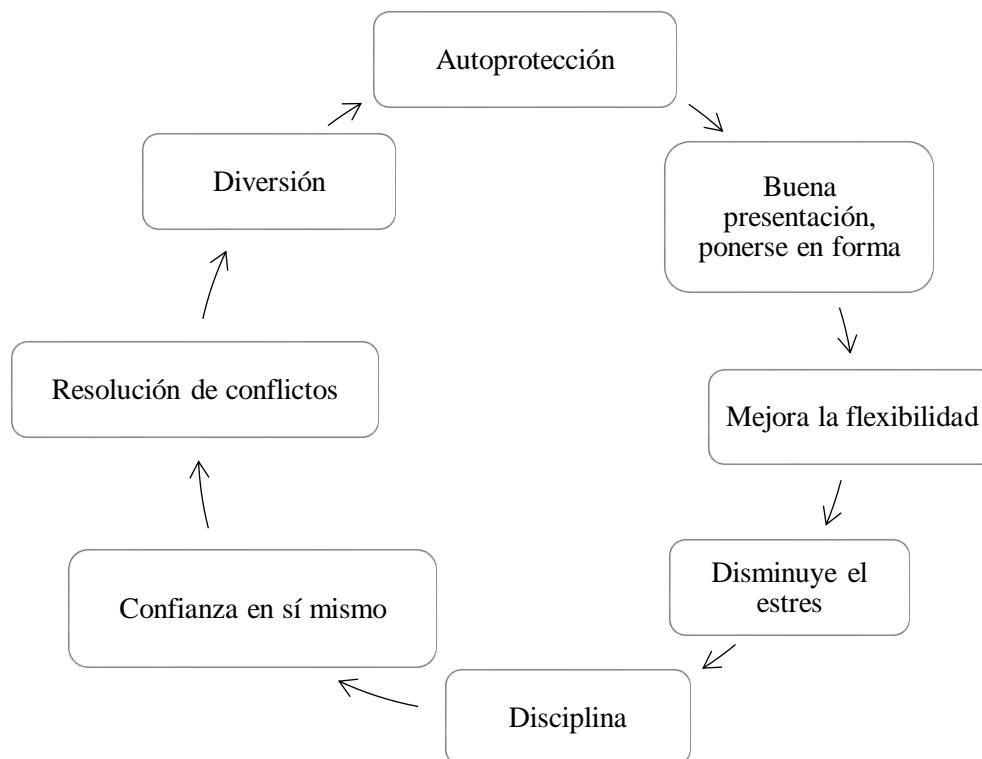 Autoprotección
Buena
presentación,
ponerse en forma
Mejora la flexibilidad
Disminuye el
estres
Disciplina
Confianza en sí mismo
Resolución de conflictos
Diversión